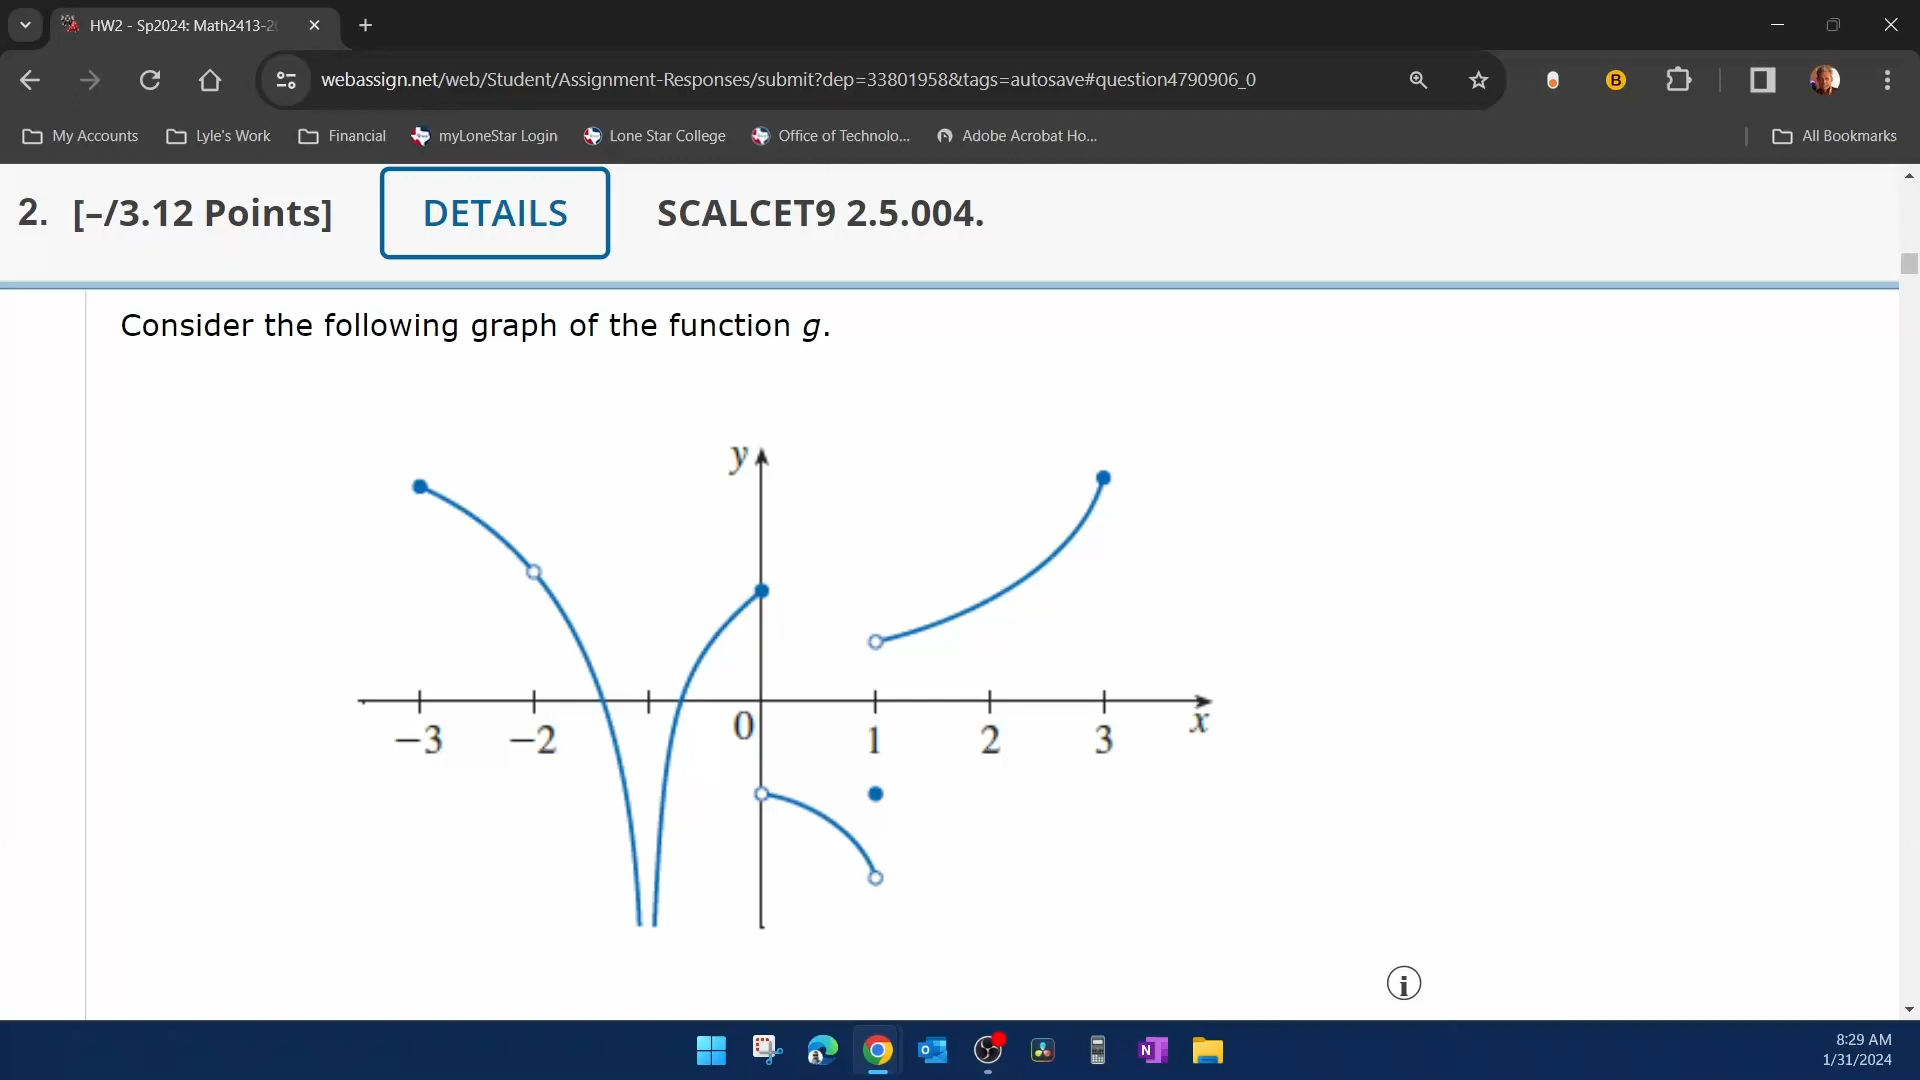 HW2 - Sp2024: Math2413-2
webassign.net/web/Student/Assignment-Responses/submit?dep=33801958&tags=autosave#question4790906_0
B
My Accounts
Lyle's Work
Financial
myLoneStar Login
Lone Star College
Office of Technolo...
Adobe Acrobat Ho...
All Bookmarks
2. [–/3.12 Points] DETAILS SCALCET9 2.5.004.
Consider the following graph of the function g.
y
−3 −2 0 1 2 3 x
i
N
8:29 AM
1/31/2024